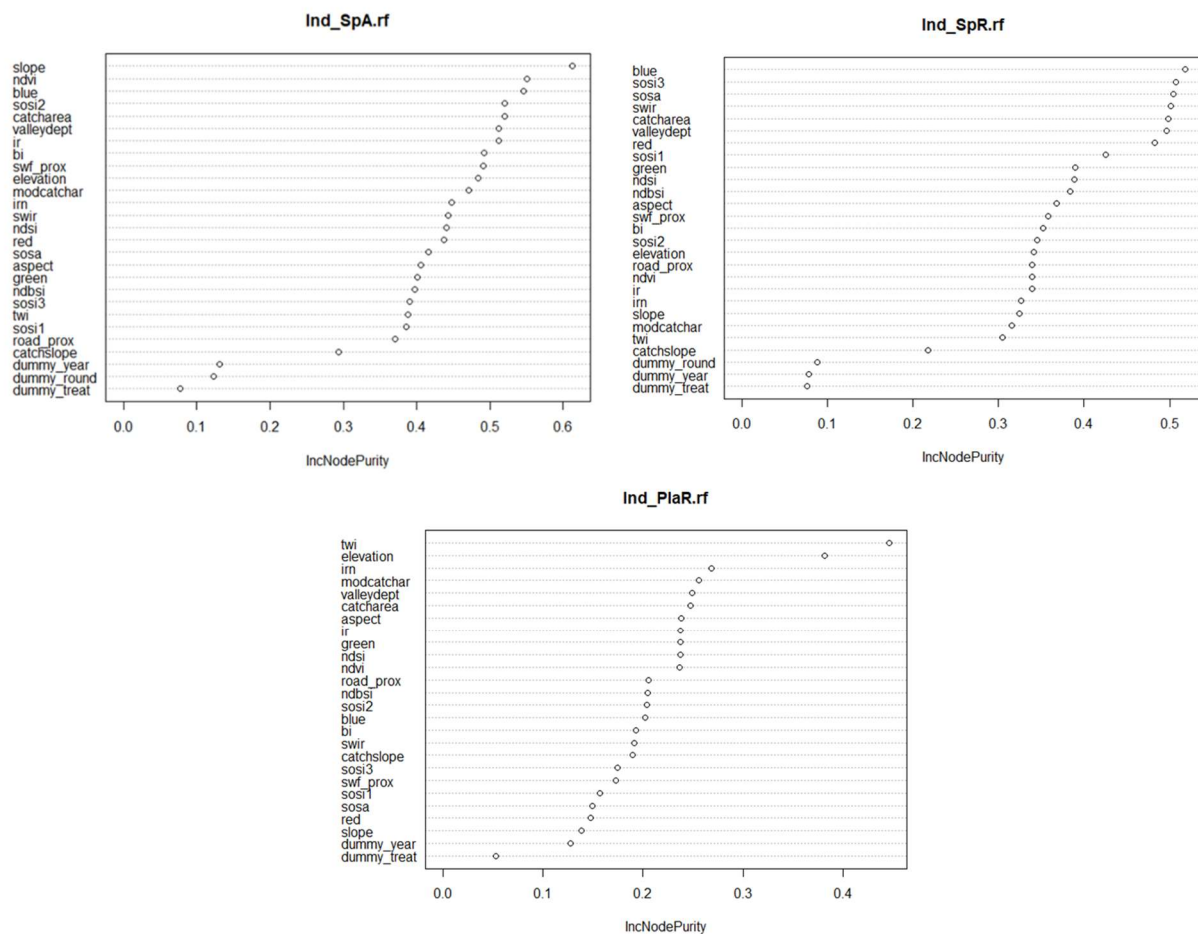 Ind_SpA.rf
slope
ndvi
blue
sosi2
catcharea
valleydept
ir
bi
swf_prox
elevation
modcatchar
irn
swir
ndsi
red
sosa
aspect
green
ndbsi
sosi3
twi
sosi1
road_prox
catchslope
dummy_year
dummy_round
dummy_treat
0.0 0.1 0.2 0.3 0.4 0.5 0.6
IncNodePurity
Ind_SpR.rf
blue
sosi3
sosa
swir
catcharea
valleydept
red
sosi1
green
ndsi
ndbsi
aspect
swf_prox
bi
sosi2
elevation
road_prox
ndvi
ir
irn
slope
modcatchar
twi
catchslope
dummy_round
dummy_year
dummy_treat
0.0 0.1 0.2 0.3 0.4 0.5
IncNodePurity
Ind_PlaR.rf
twi
elevation
irn
modcatchar
valleydept
catcharea
aspect
ir
green
ndsi
ndvi
road_prox
ndbsi
sosi2
blue
bi
swir
catchslope
sosi3
swf_prox
sosi1
sosa
red
slope
dummy_year
dummy_treat
0.0 0.1 0.2 0.3 0.4
IncNodePurity